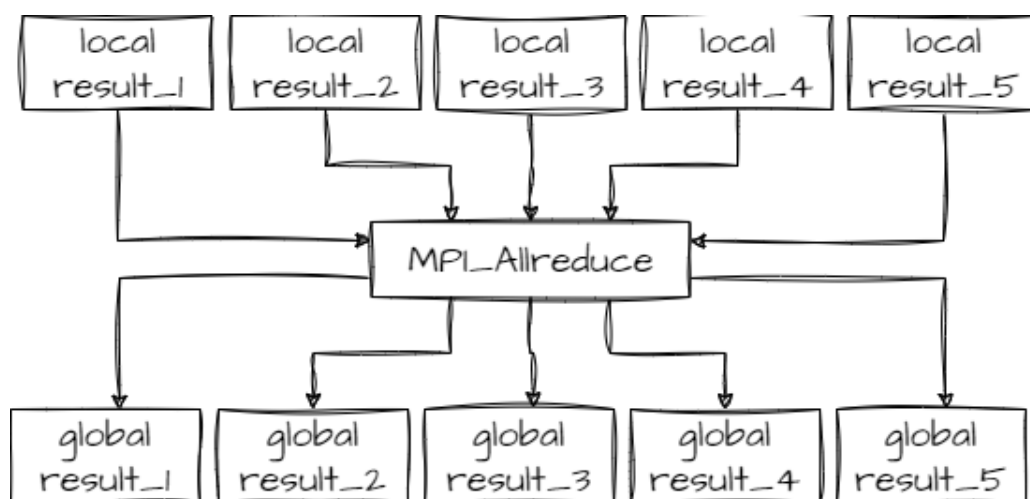 local
result_1
local
result_2
local
result_3
local
result_4
local
result_5
MPI_Allreduce
global
result_1
global
result_2
global
result_3
global
result_4
global
result_5